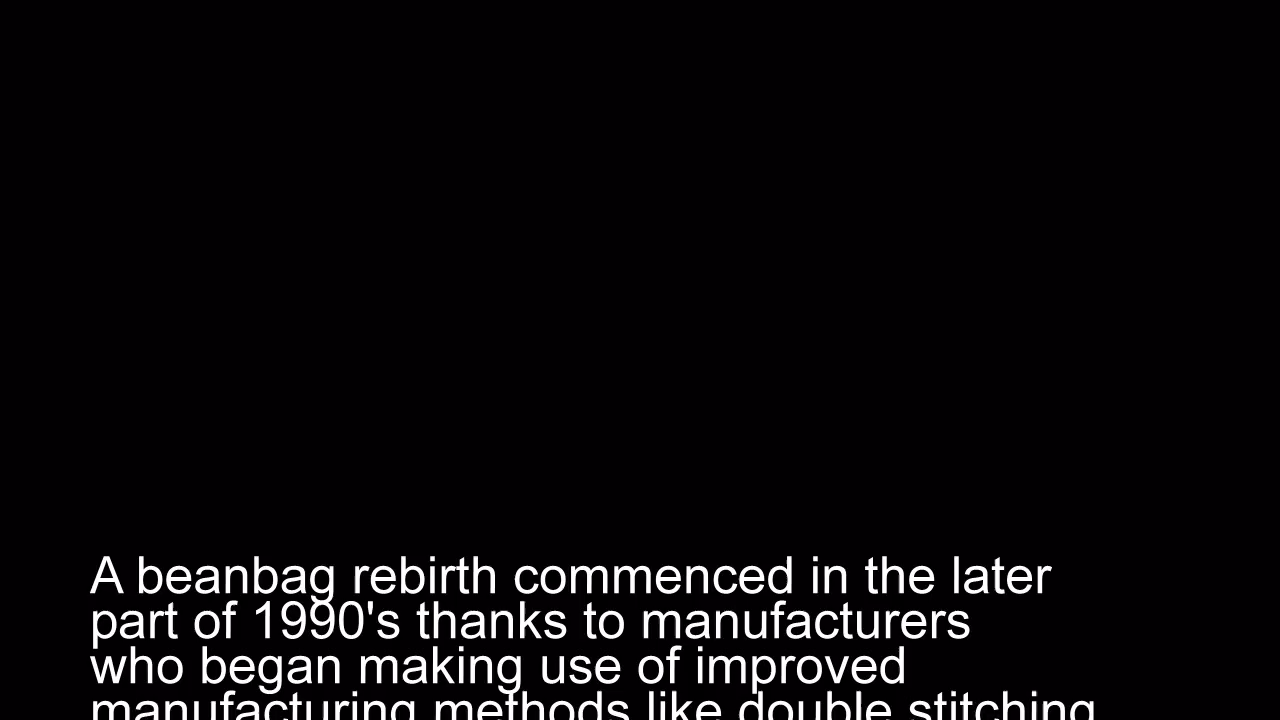 A beanbag rebirth commenced in the later
part of 1990's thanks to manufacturers
who began making use of improved
manufacturing methods like double stitching